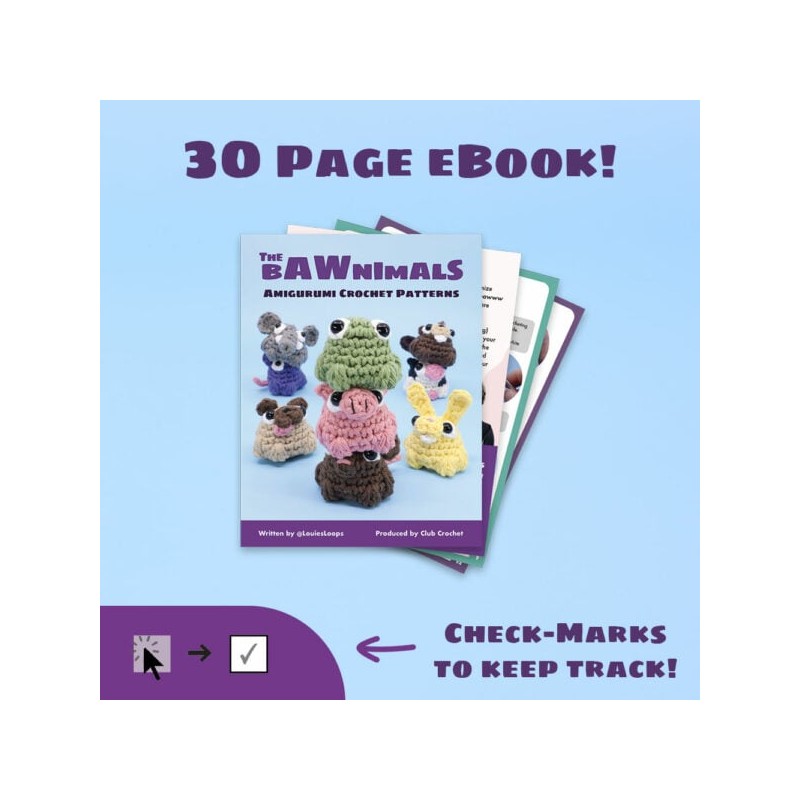 30 PAGE EBOOK!
THE
BAWNIMALS
AMIGURUMI CROCHET PATTERNS
Written by @LouiesLoops
Produced by Club Crochet
CHECK-MARKS
TO KEEP TRACK!